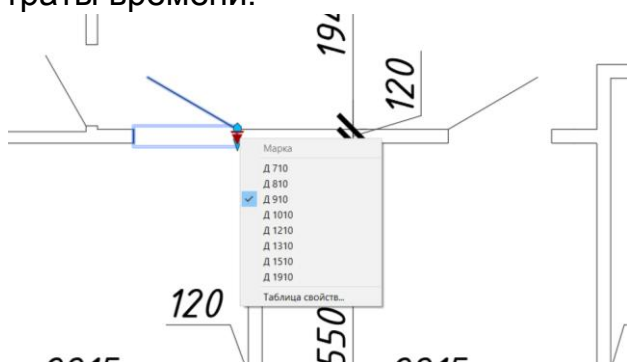 траты времени.
194
120
Марка
Д 710
Д 810
Д 910
Д 1010
Д 1210
Д 1310
Д 1510
Д 1910
Таблица свойств...
120
550